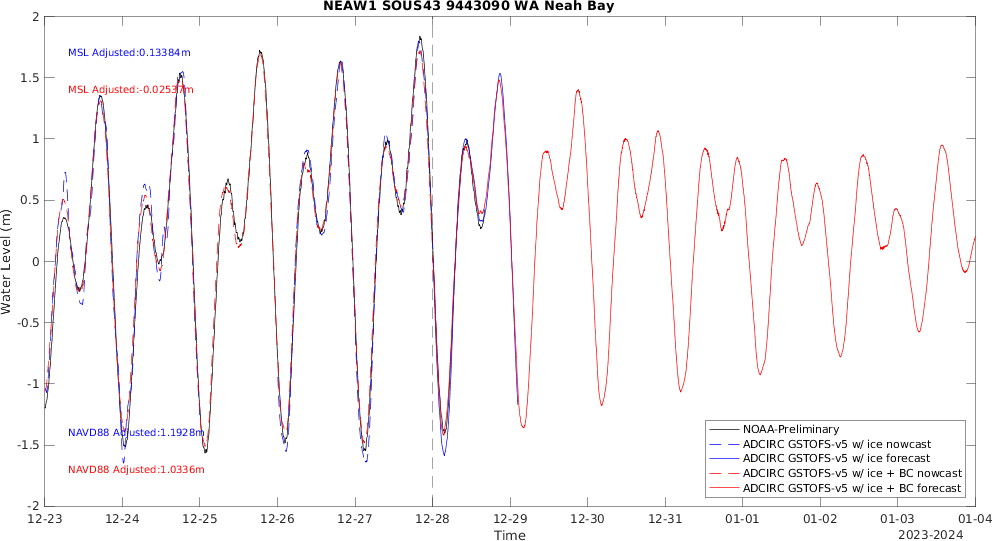 NEAW1 SOUS43 9443090 WA Neah Bay
2
1.5
1
0.5
0
-0.5
-1
-1.5
-2
Water Level (m)
MSL Adjusted:0.13384m
MSL Adjusted:-0.02537m
NAVD88 Adjusted:1.1928m
NAVD88 Adjusted:1.0336m
NOAA-Preliminary
ADCIRC GSTOFS-v5 w/ ice nowcast
ADCIRC GSTOFS-v5 w/ ice forecast
ADCIRC GSTOFS-v5 w/ ice + BC nowcast
ADCIRC GSTOFS-v5 w/ ice + BC forecast
12-23 12-24 12-25 12-26 12-27 12-28 12-29 12-30 12-31 01-01 01-02 01-03 01-04
Time
2023-2024